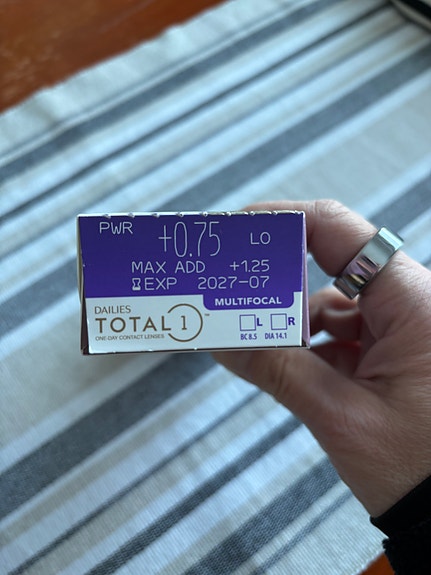 PWR +0.75 LO
MAX ADD +1.25
EXP 2027-07
MULTIFOCAL
DAILIES
TOTAL 1™
ONE-DAY CONTACT LENSES
L R
BC 8.5 DIA 14.1